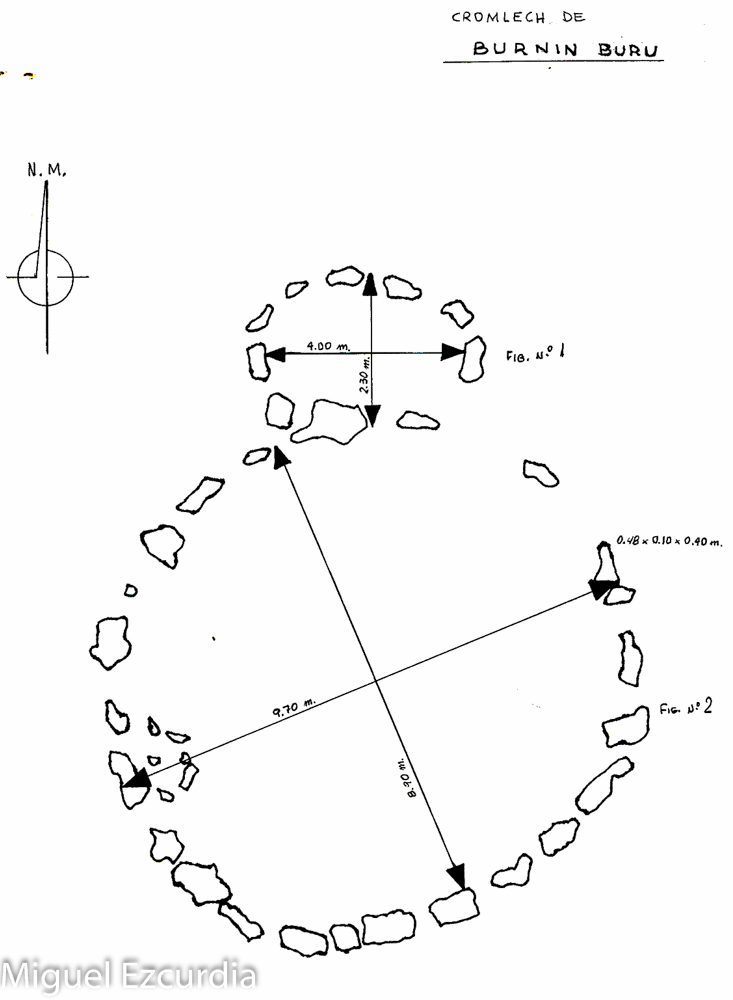 CROMLECH DE
BURNIN BURU
N.M.
4.00 m.
2.30 m.
FIG. Nº 1
0.48 x 0.10 x 0.40 m.
9.70 m.
FIG. Nº 2
8.90 m.
Miguel Ezcurdia